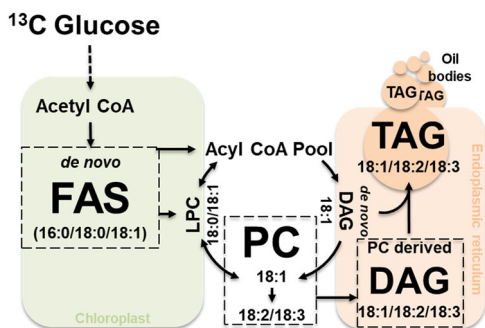 ¹³C Glucose
Acetyl CoA
de novo
FAS
(16:0/18:0/18:1)
Chloroplast
LPC
18:0/18:1
Acyl CoA Pool
PC
18:1
18:2/18:3
DAG
18:1
de novo
Oil
bodies
TAG
TAG
TAG
18:1/18:2/18:3
PC derived
DAG
18:1/18:2/18:3
Endoplasmic reticulum